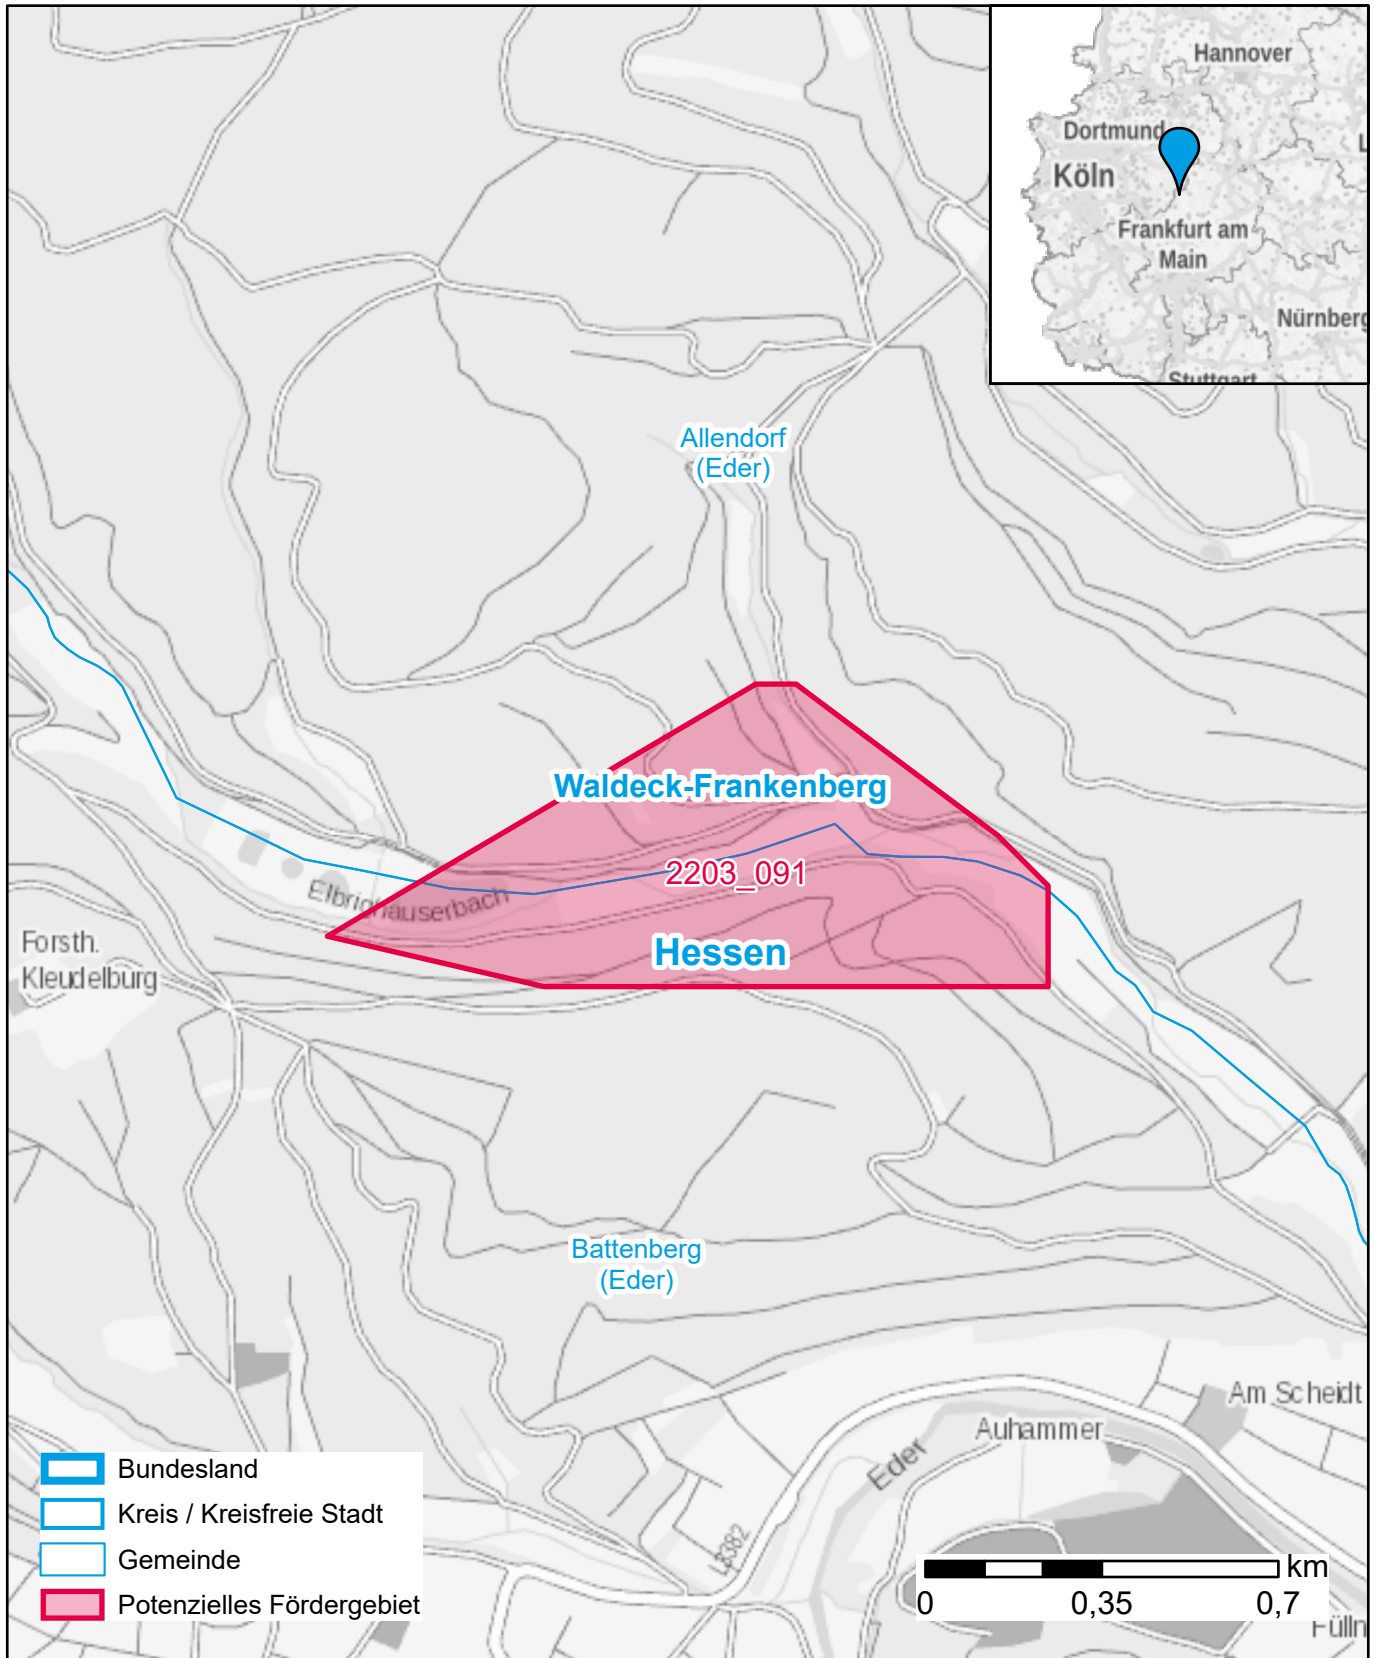 Hannover
Dortmund
Köln
Frankfurt am
Main
Nürnberg
Stuttgart
Allendorf
(Eder)
Waldeck-Frankenberg
2203_091
Elbrighauserbach
Hessen
Forsth.
Kleudelburg
Battenberg
(Eder)
Am Scheidt
Auhammer
Eder
L3382
Bundesland
Kreis / Kreisfreie Stadt
Gemeinde
Potenzielles Fördergebiet
km
0
0,35
0,7